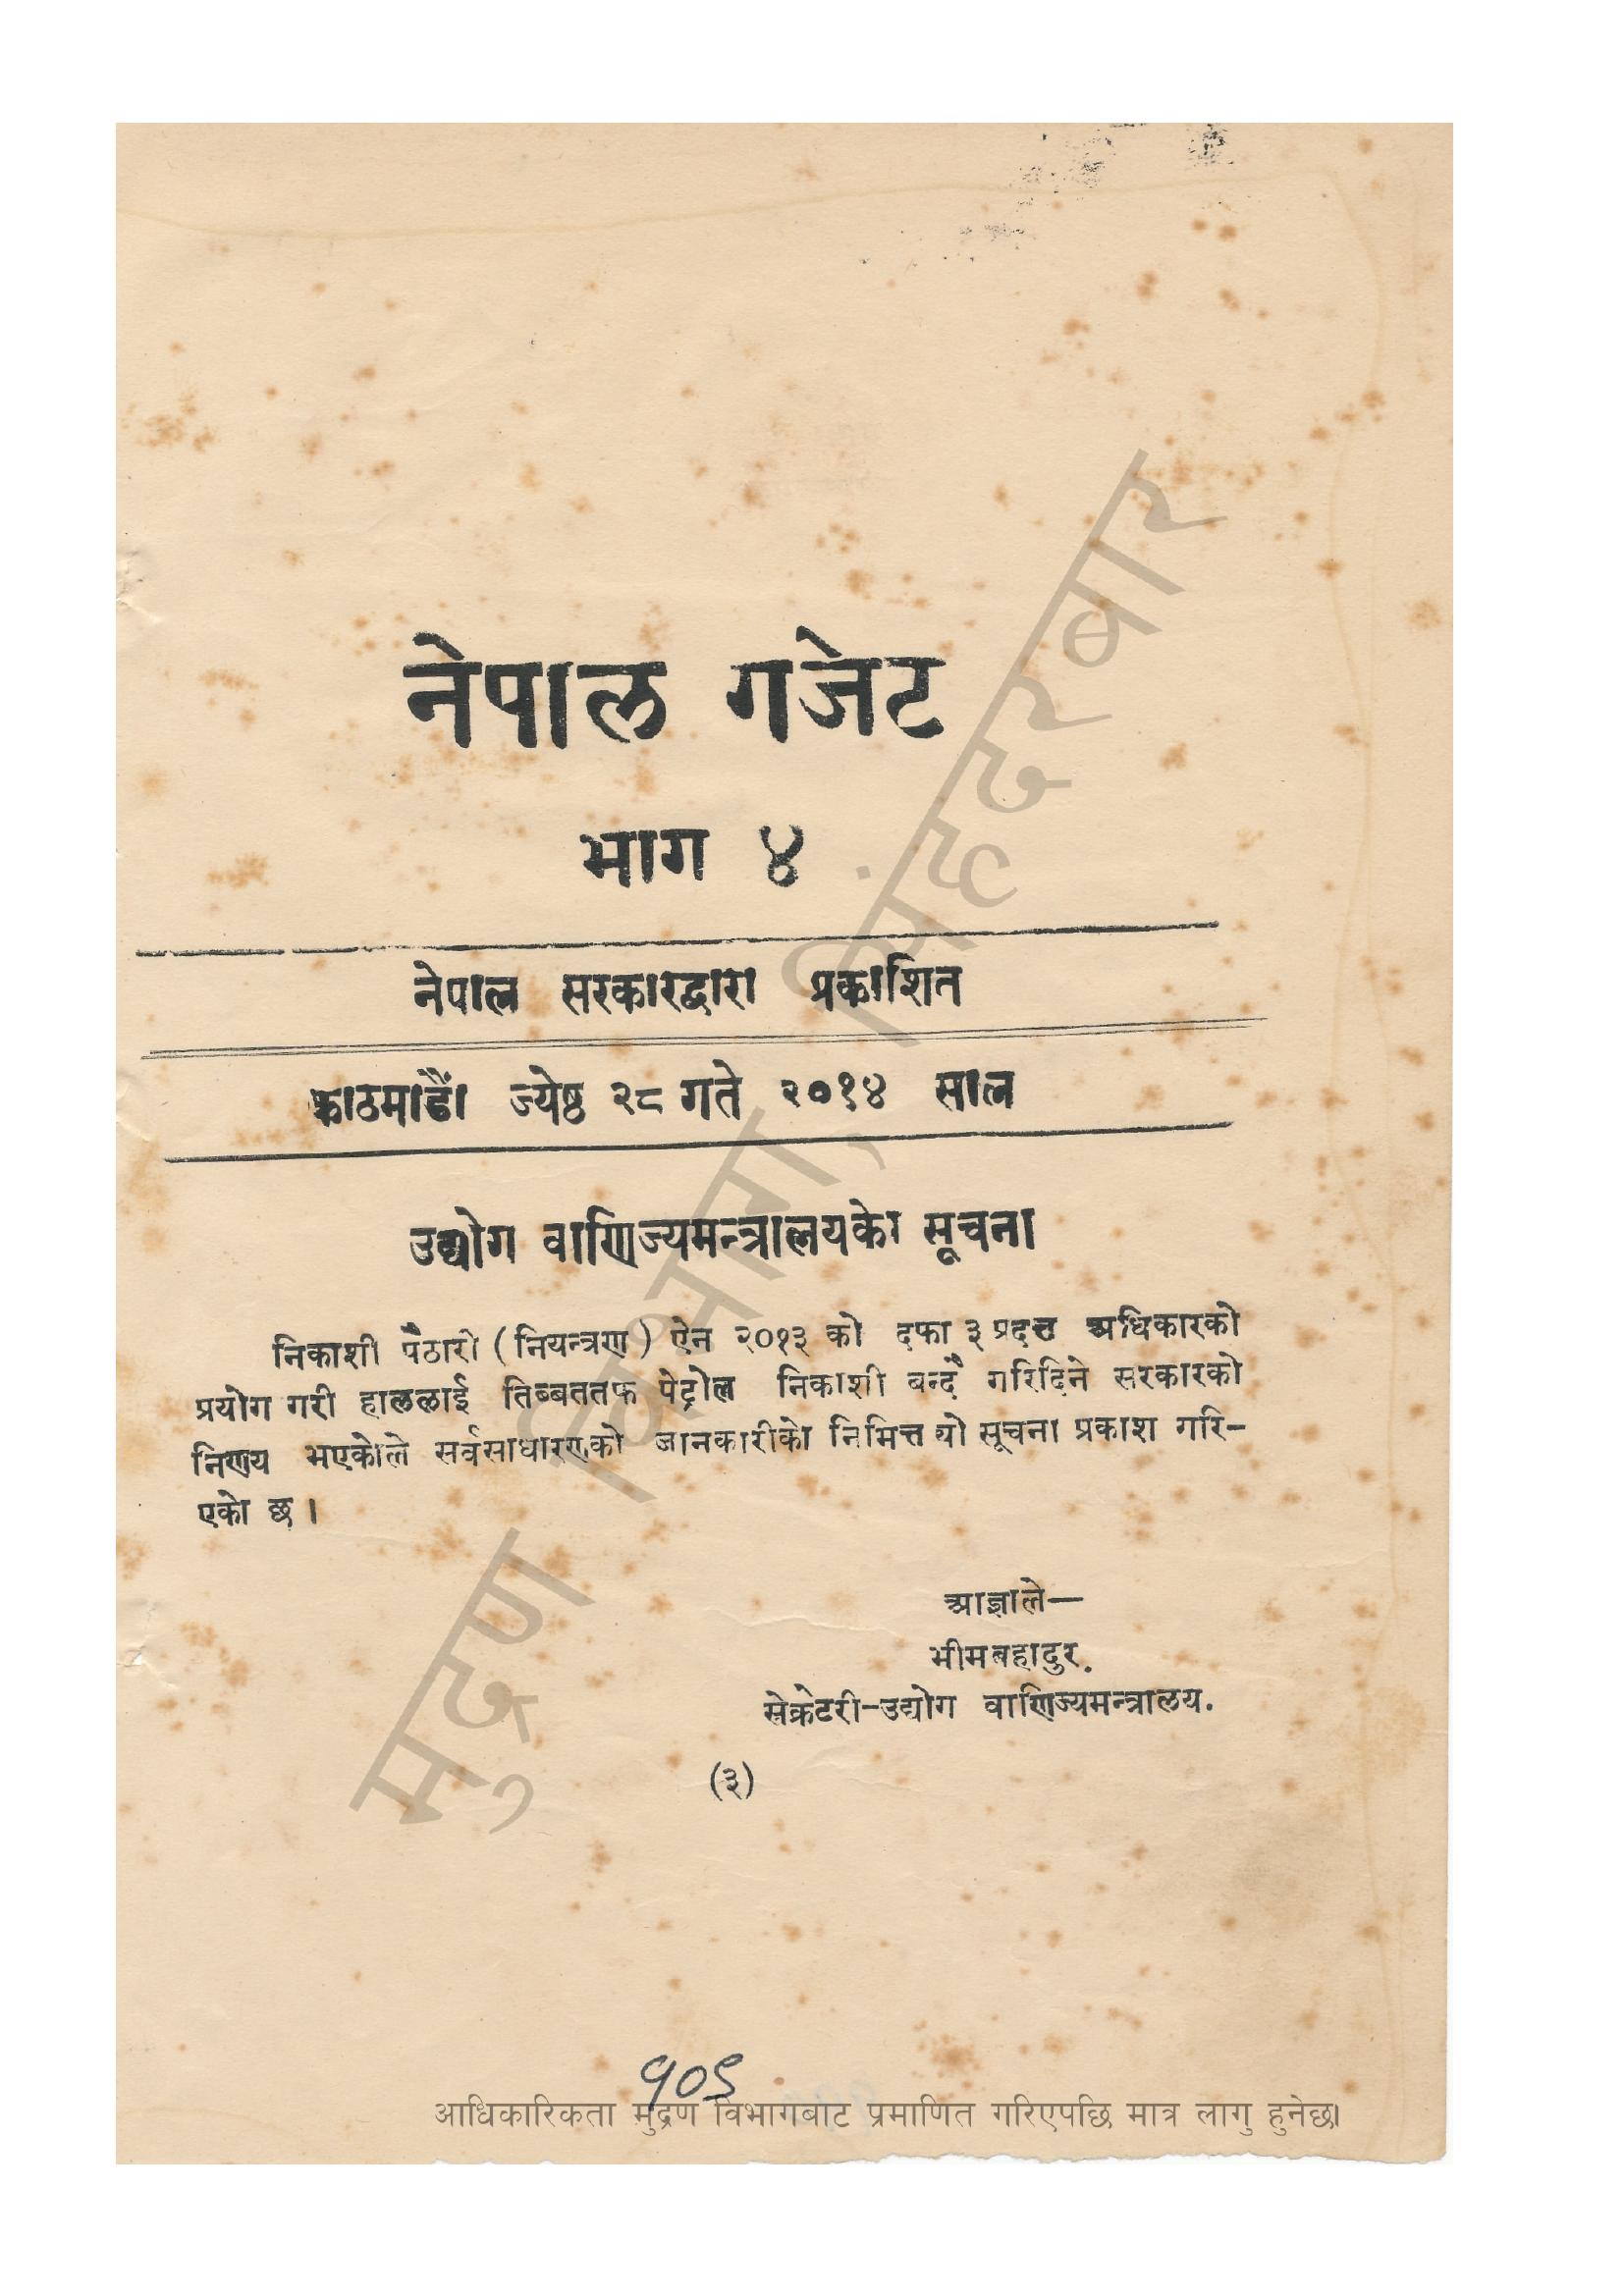 नेपाल गजेट
भाग ४
नेपाल सरकारद्वारा प्रकाशित
काठमाडौं ज्येष्ठ २८ गते २०१४ साल
उद्योग वाणिज्यमन्त्रालयको सूचना
निकाशी पैठारी (नियन्त्रण) ऐन २०१३ को दफा ३ प्रदत्त अधिकारको
प्रयोग गरी हाललाई तिब्बततर्फ पेट्रोल निकाशी बन्दै गरिदिने सरकारको
निर्णय भएकोले सर्वसाधारणको जानकारीको निमित्त यो सूचना प्रकाश गरि-
एको छ।
आज्ञाले—
भीमबहादुर.
सेक्रेटरी-उद्योग वाणिज्यमन्त्रालय.
(३)
१०९
मुद्रण विभाग, सिंहदरबार
आधिकारिकता मुद्रण विभागबाट प्रमाणित गरिएपछि मात्र लागु हुनेछ।